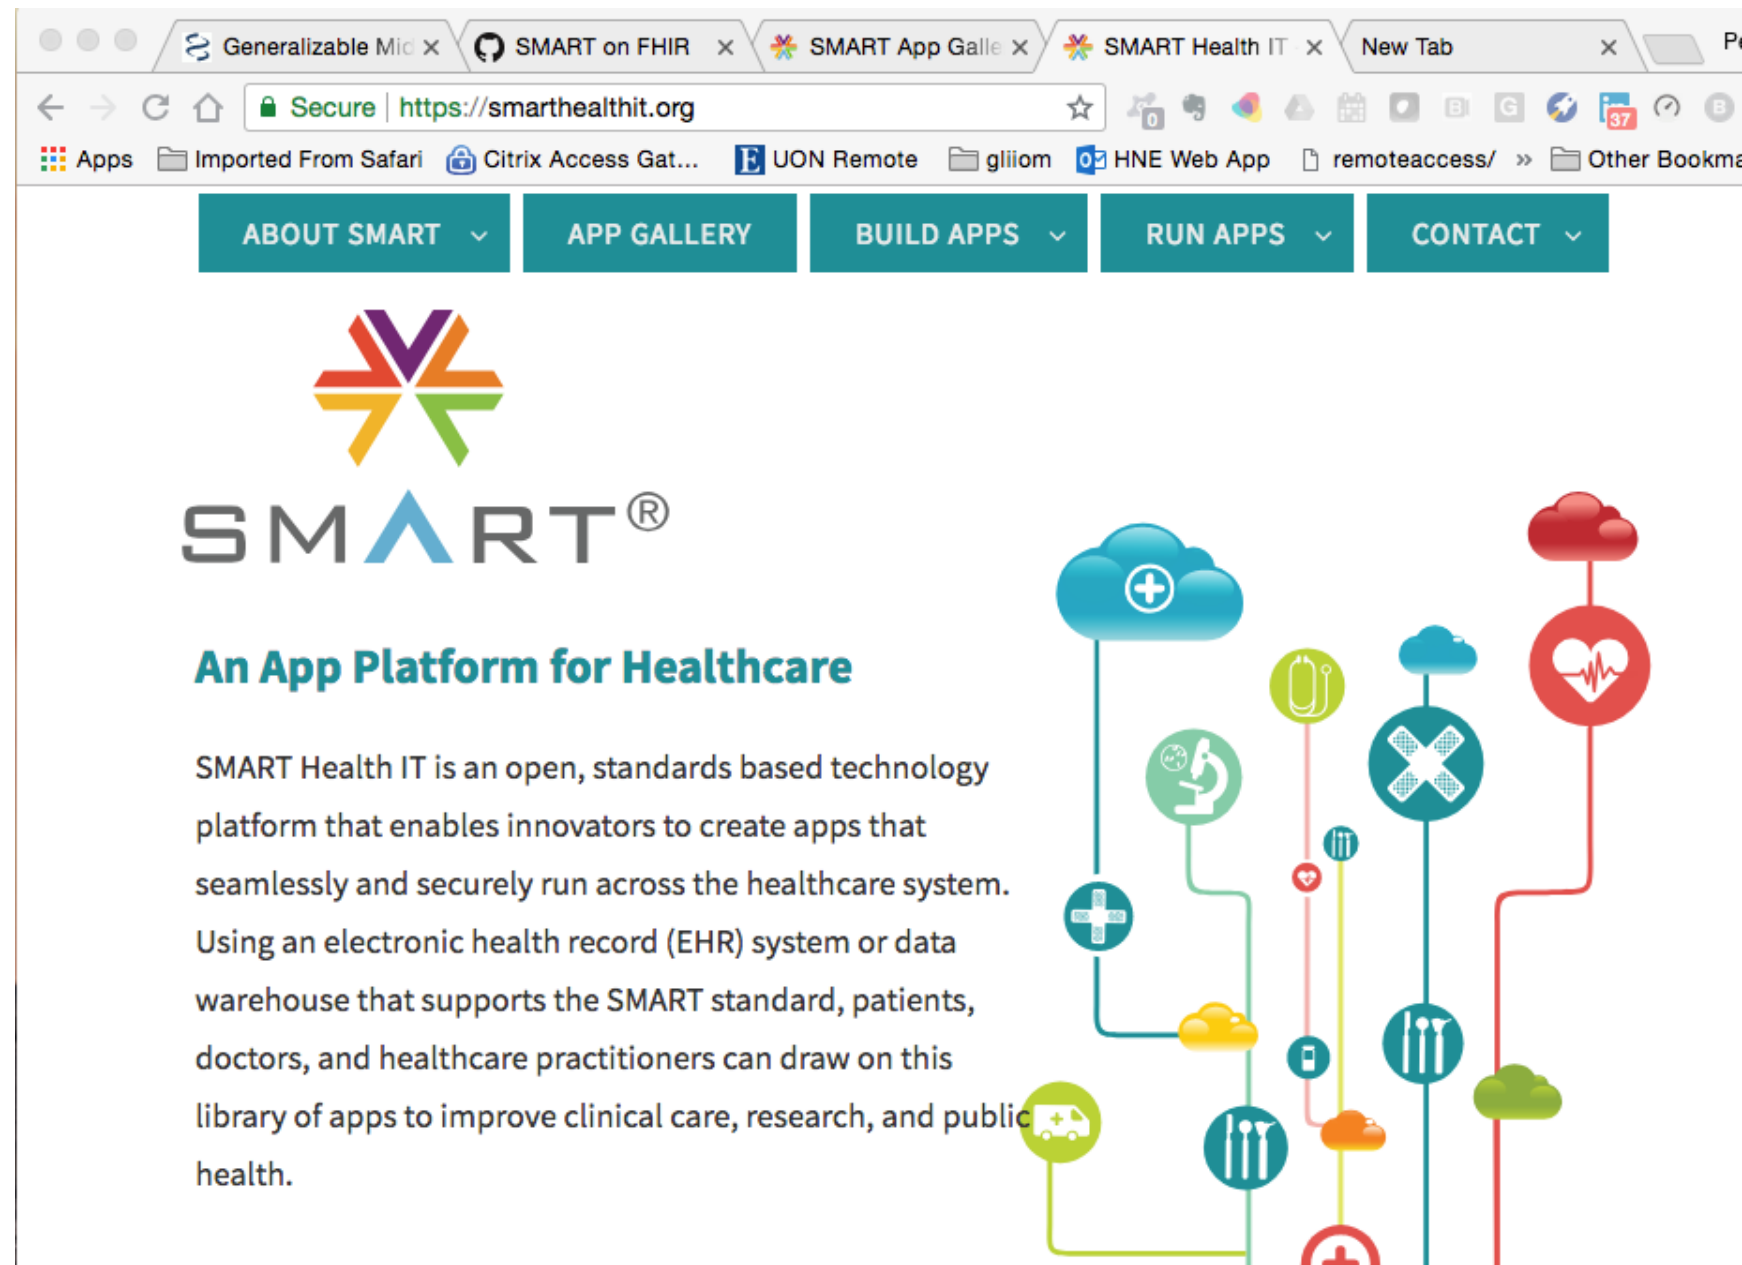 Generalizable Mid
SMART on FHIR
SMART App Galle
SMART Health IT
New Tab
Secure https://smarthealthit.org
0
BI
G
37
B
Apps
Imported From Safari
Citrix Access Gat...
E UON Remote
gliiom
HNE Web App
remoteaccess/
»
Other Bookma
ABOUT SMART
APP GALLERY
BUILD APPS
RUN APPS
CONTACT
SMART®
An App Platform for Healthcare
SMART Health IT is an open, standards based technology
platform that enables innovators to create apps that
seamlessly and securely run across the healthcare system.
Using an electronic health record (EHR) system or data
warehouse that supports the SMART standard, patients,
doctors, and healthcare practitioners can draw on this
library of apps to improve clinical care, research, and public
health.